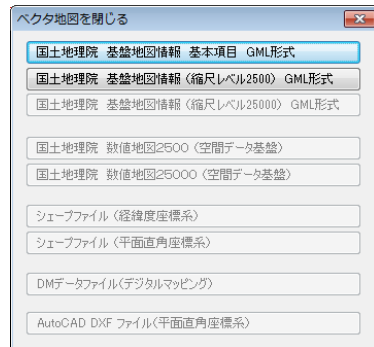 ベクタ地図を閉じる
国土地理院 基盤地図情報 基本項目 GML形式
国土地理院 基盤地図情報（縮尺レベル2500） GML形式
国土地理院 基盤地図情報（縮尺レベル25000） GML形式
国土地理院 数値地図2500（空間データ基盤）
国土地理院 数値地図25000（空間データ基盤）
シェープファイル（経緯度座標系）
シェープファイル（平面直角座標系）
DMデータファイル（デジタルマッピング）
AutoCAD DXF ファイル（平面直角座標系）